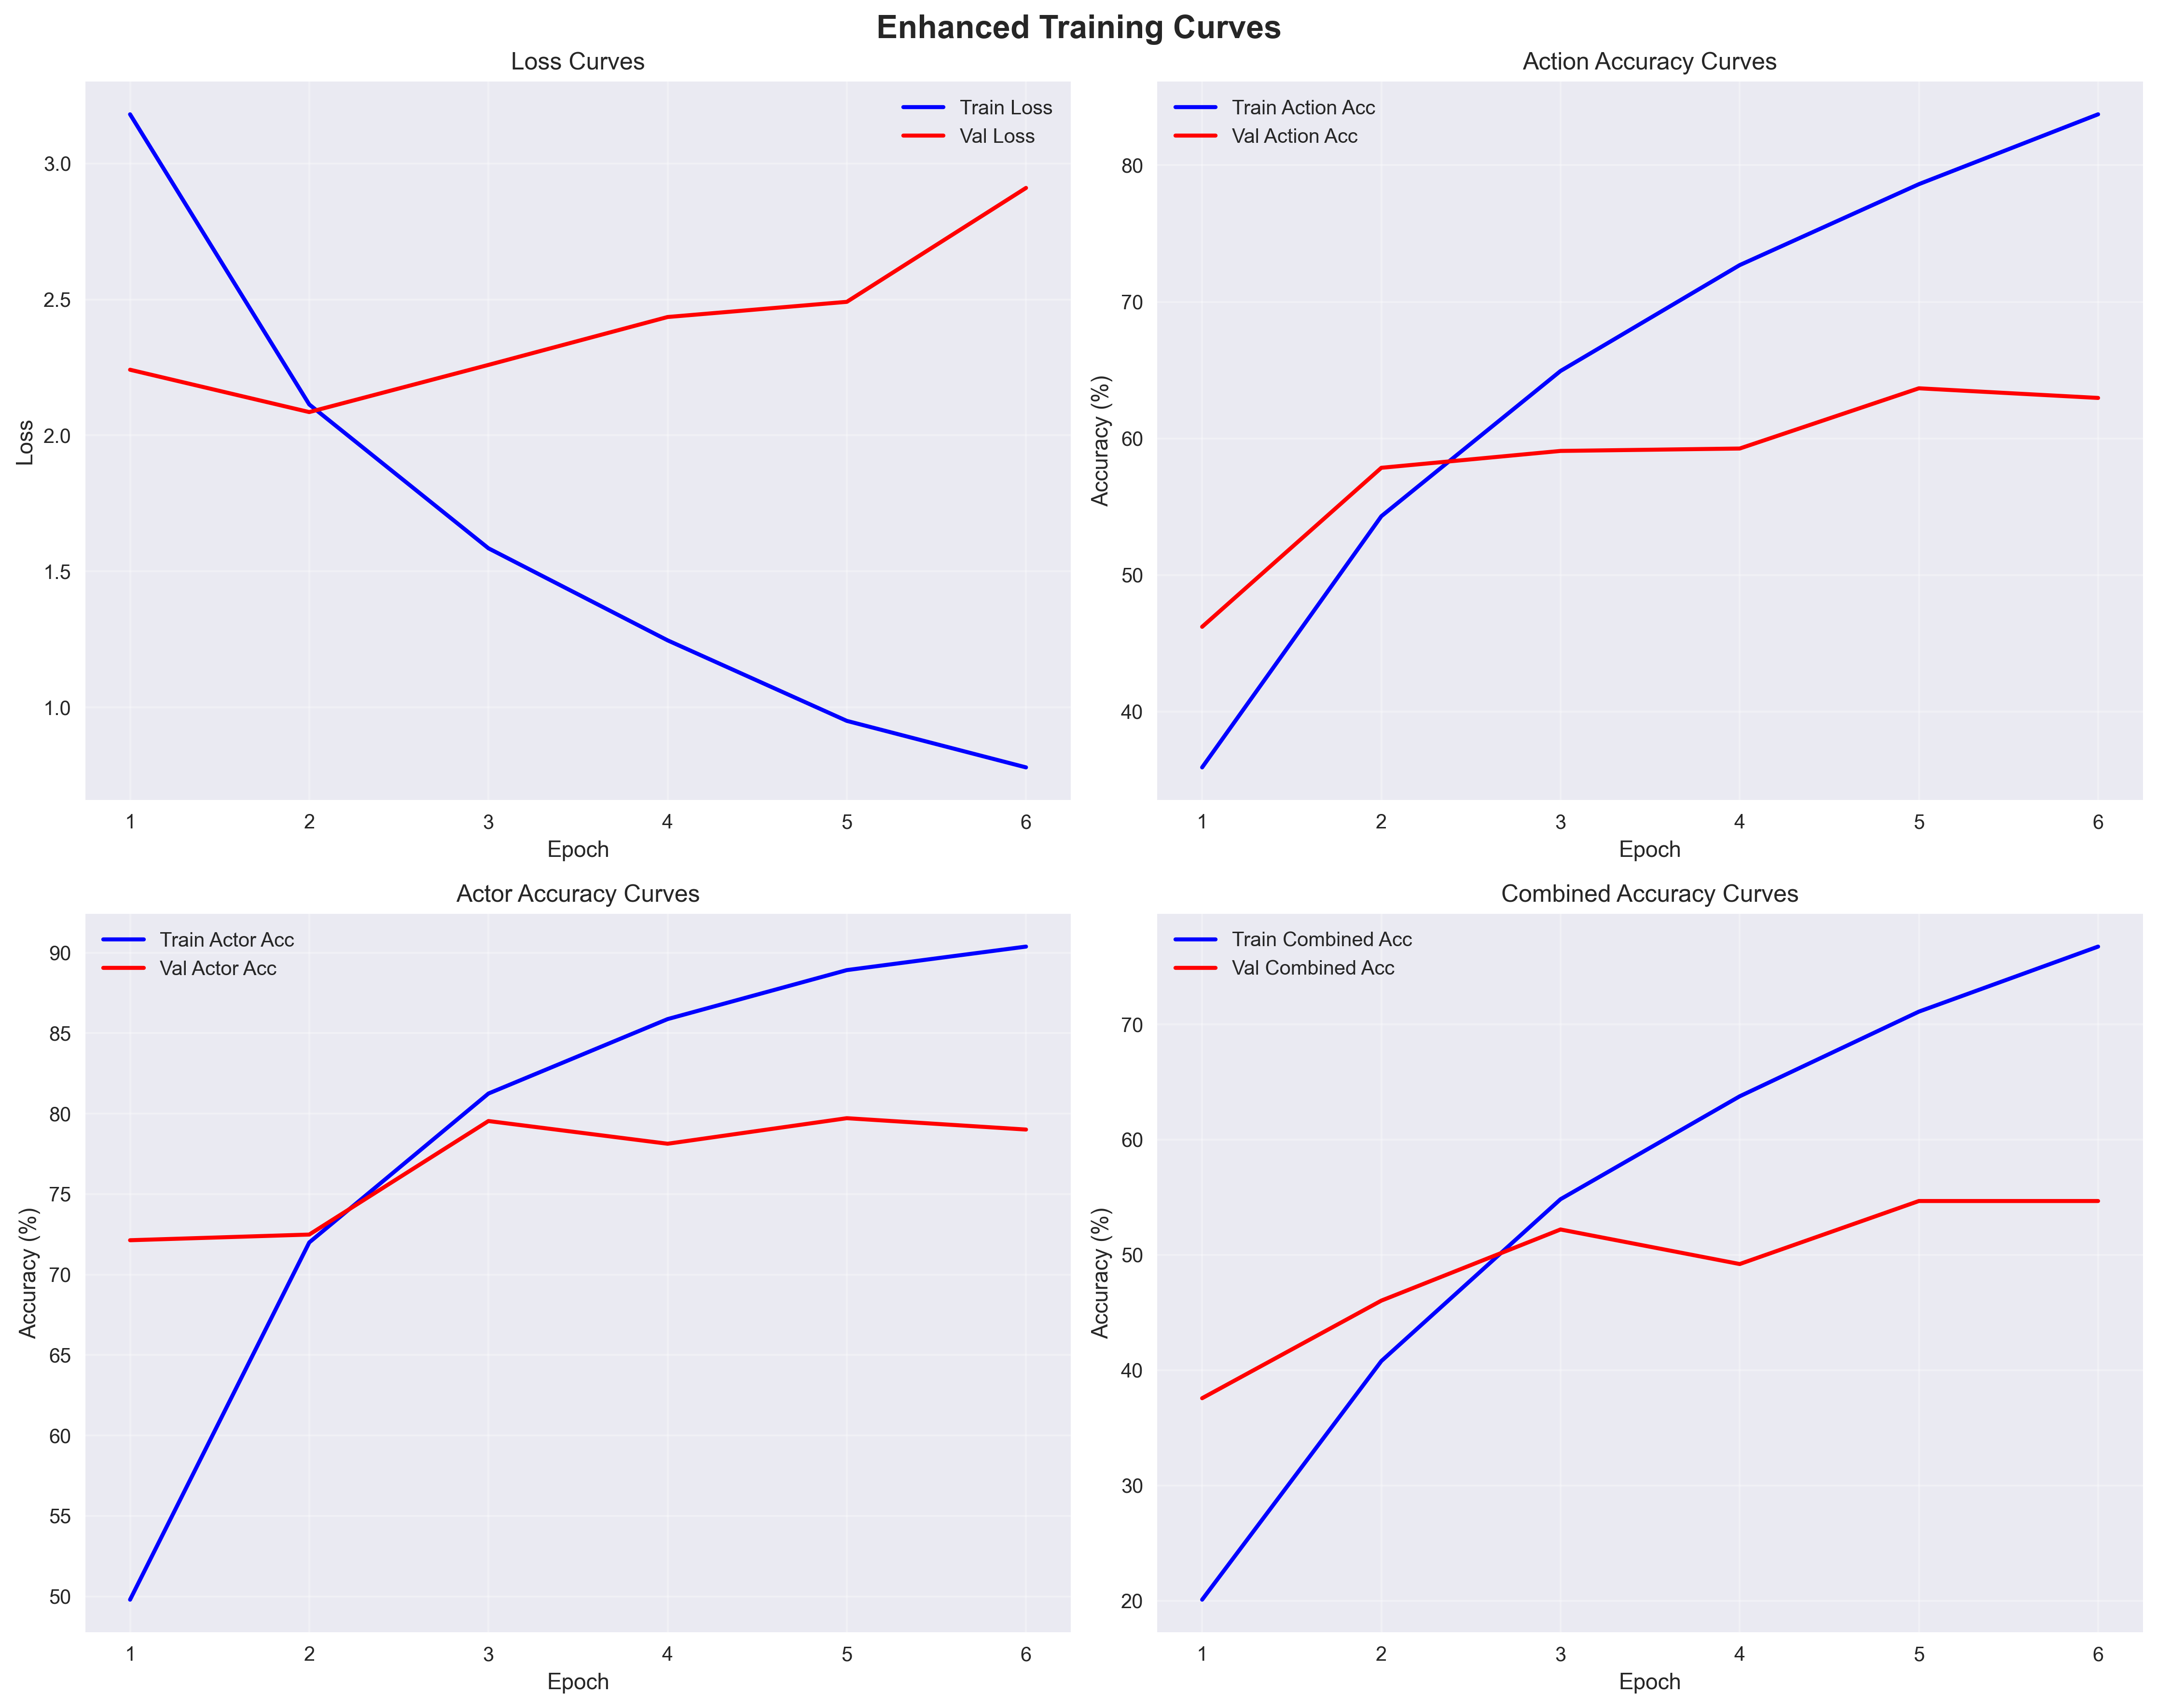 Enhanced Training Curves
Loss Curves
Train Loss
Val Loss
3.0
2.5
2.0
1.5
1.0
Loss
1 2 3 4 5 6
Epoch
Action Accuracy Curves
Train Action Acc
Val Action Acc
80
70
60
50
40
Accuracy (%)
1 2 3 4 5 6
Epoch
Actor Accuracy Curves
Train Actor Acc
Val Actor Acc
90
85
80
75
70
65
60
55
50
Accuracy (%)
1 2 3 4 5 6
Epoch
Combined Accuracy Curves
Train Combined Acc
Val Combined Acc
70
60
50
40
30
20
Accuracy (%)
1 2 3 4 5 6
Epoch